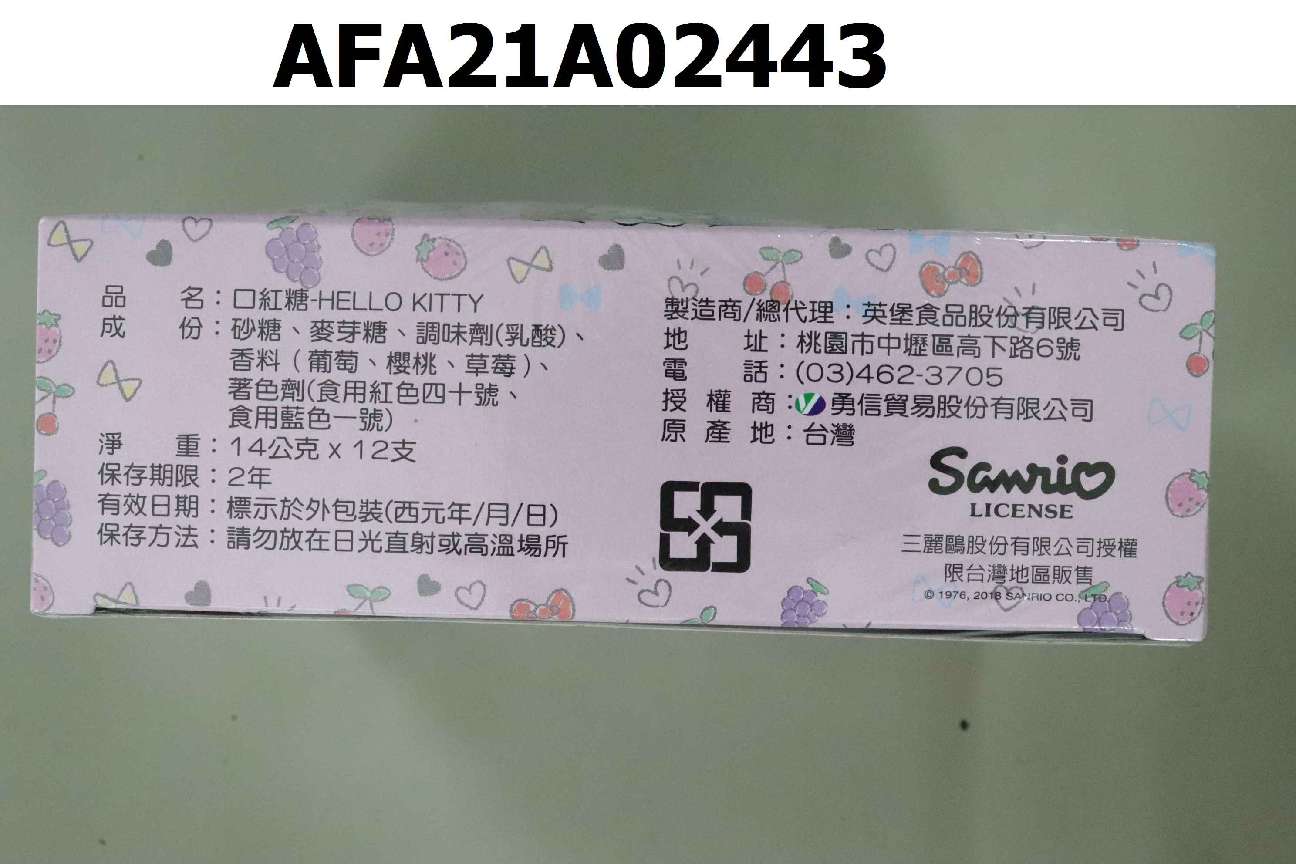 AFA21A02443
品 名：口紅糖-HELLO KITTY
成 份：砂糖、麥芽糖、調味劑(乳酸)、
香料（葡萄、櫻桃、草莓）、
著色劑(食用紅色四十號、
食用藍色一號)
淨 重：14公克 x 12支
保存期限：2年
有效日期：標示於外包裝(西元年/月/日)
保存方法：請勿放在日光直射或高溫場所
製造商/總代理：英堡食品股份有限公司
地 址：桃園市中壢區高下路6號
電 話：(03)462-3705
授 權 商：勇信貿易股份有限公司
原 產 地：台灣
Sanrio
LICENSE
三麗鷗股份有限公司授權
限台灣地區販售
© 1976, 2018 SANRIO CO., LTD.